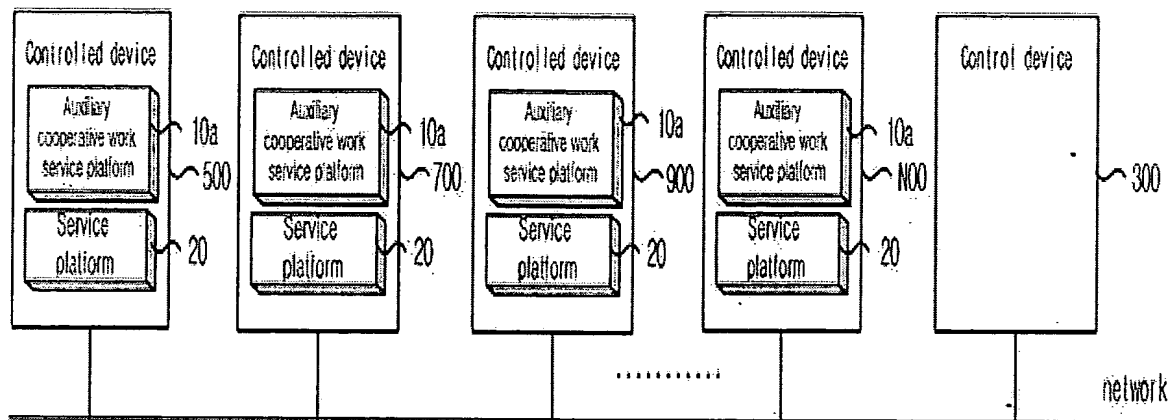 Controlled device
Auxiliary
cooperative work
service platform
10a
500
Service
platform
20
Controlled device
Auxiliary
cooperative work
service platform
10a
700
Service
platform
20
Controlled device
Auxiliary
cooperative work
service platform
10a
900
Service
platform
20
Controlled device
Auxiliary
cooperative work
service platform
10a
N00
Service
platform
20
Control device
300
network